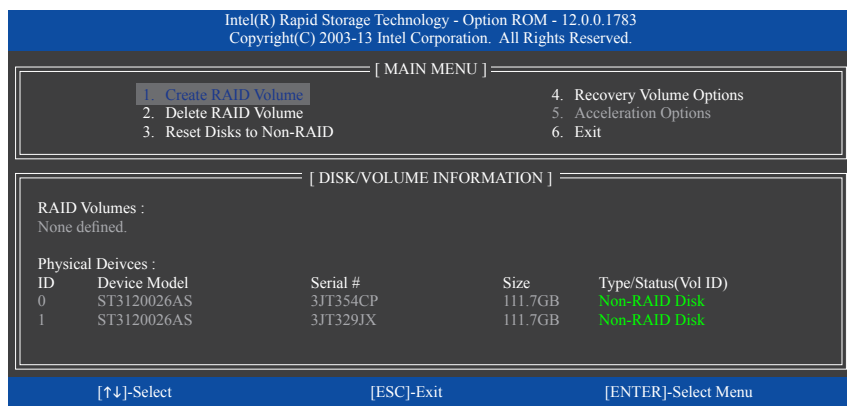 Intel(R) Rapid Storage Technology - Option ROM - 12.0.0.1783
Copyright(C) 2003-13 Intel Corporation.  All Rights Reserved.
[ MAIN MENU ]
1.  Create RAID Volume
2.  Delete RAID Volume
3.  Reset Disks to Non-RAID
4.  Recovery Volume Options
5.  Acceleration Options
6.  Exit
[ DISK/VOLUME INFORMATION ]
RAID Volumes :
None defined.
Physical Deivces :
ID Device Model Serial # Size Type/Status(Vol ID)
0 ST3120026AS 3JT354CP 111.7GB Non-RAID Disk
1 ST3120026AS 3JT329JX 111.7GB Non-RAID Disk
[↑↓]-Select [ESC]-Exit [ENTER]-Select Menu